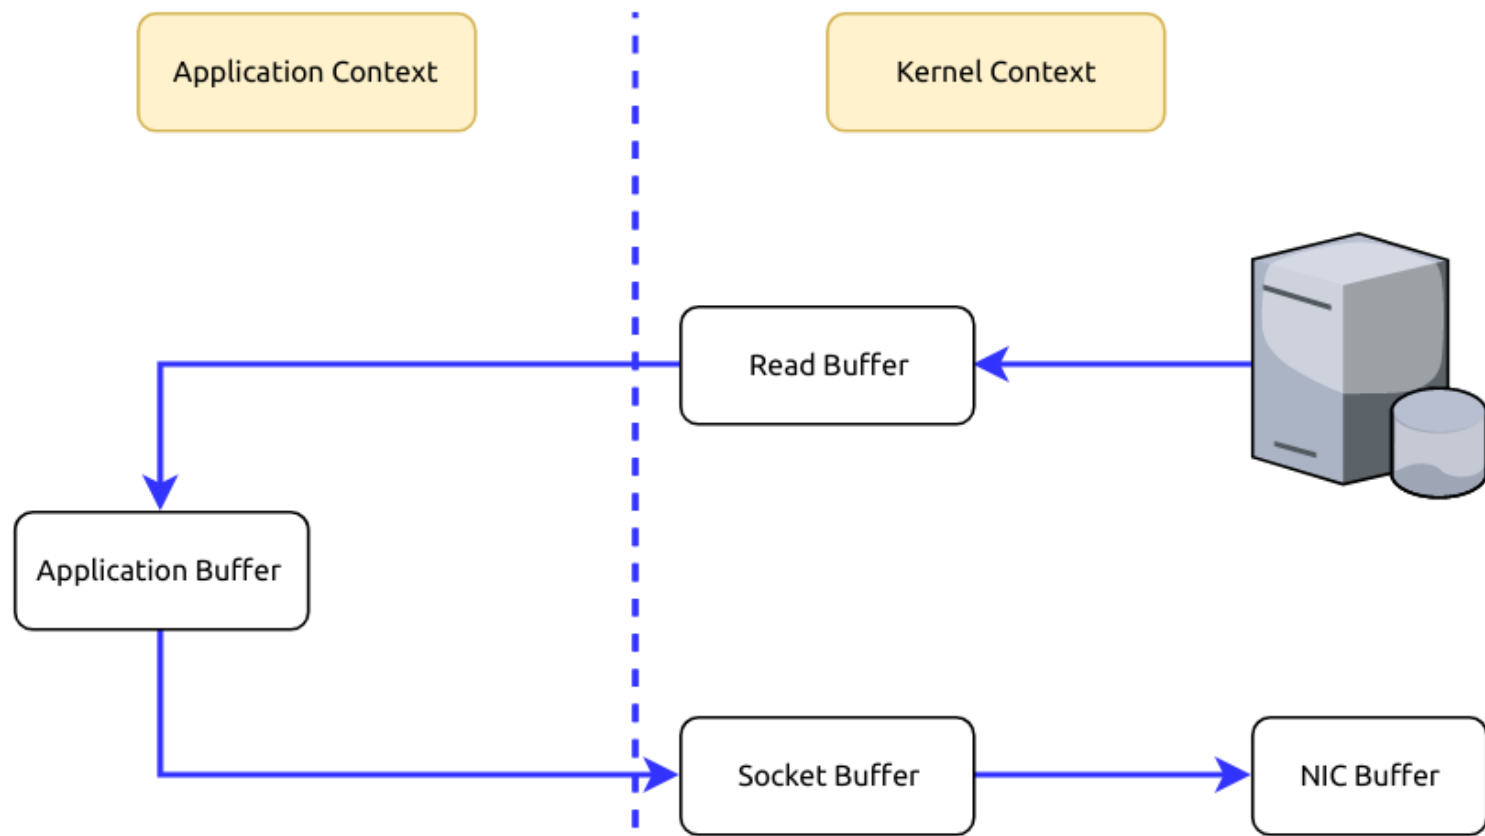 Application Context
Kernel Context
Read Buffer
Application Buffer
Socket Buffer
NIC Buffer